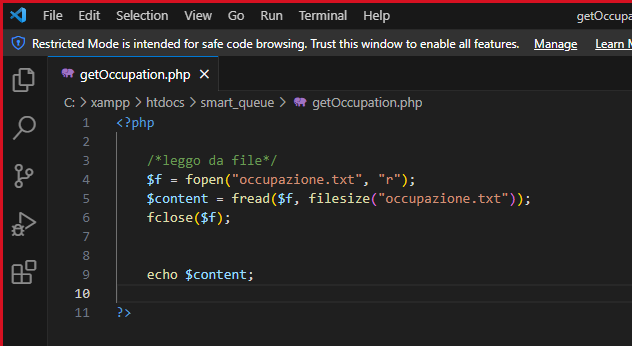 File Edit Selection View Go Run Terminal Help getOccupa
Restricted Mode is intended for safe code browsing. Trust this window to enable all features. Manage Learn M
getOccupation.php
C: > xampp > htdocs > smart_queue > getOccupation.php
1 <?php
2
3 /*leggo da file*/
4 $f = fopen("occupazione.txt", "r");
5 $content = fread($f, filesize("occupazione.txt"));
6 fclose($f);
7
8
9 echo $content;
10
11 ?>